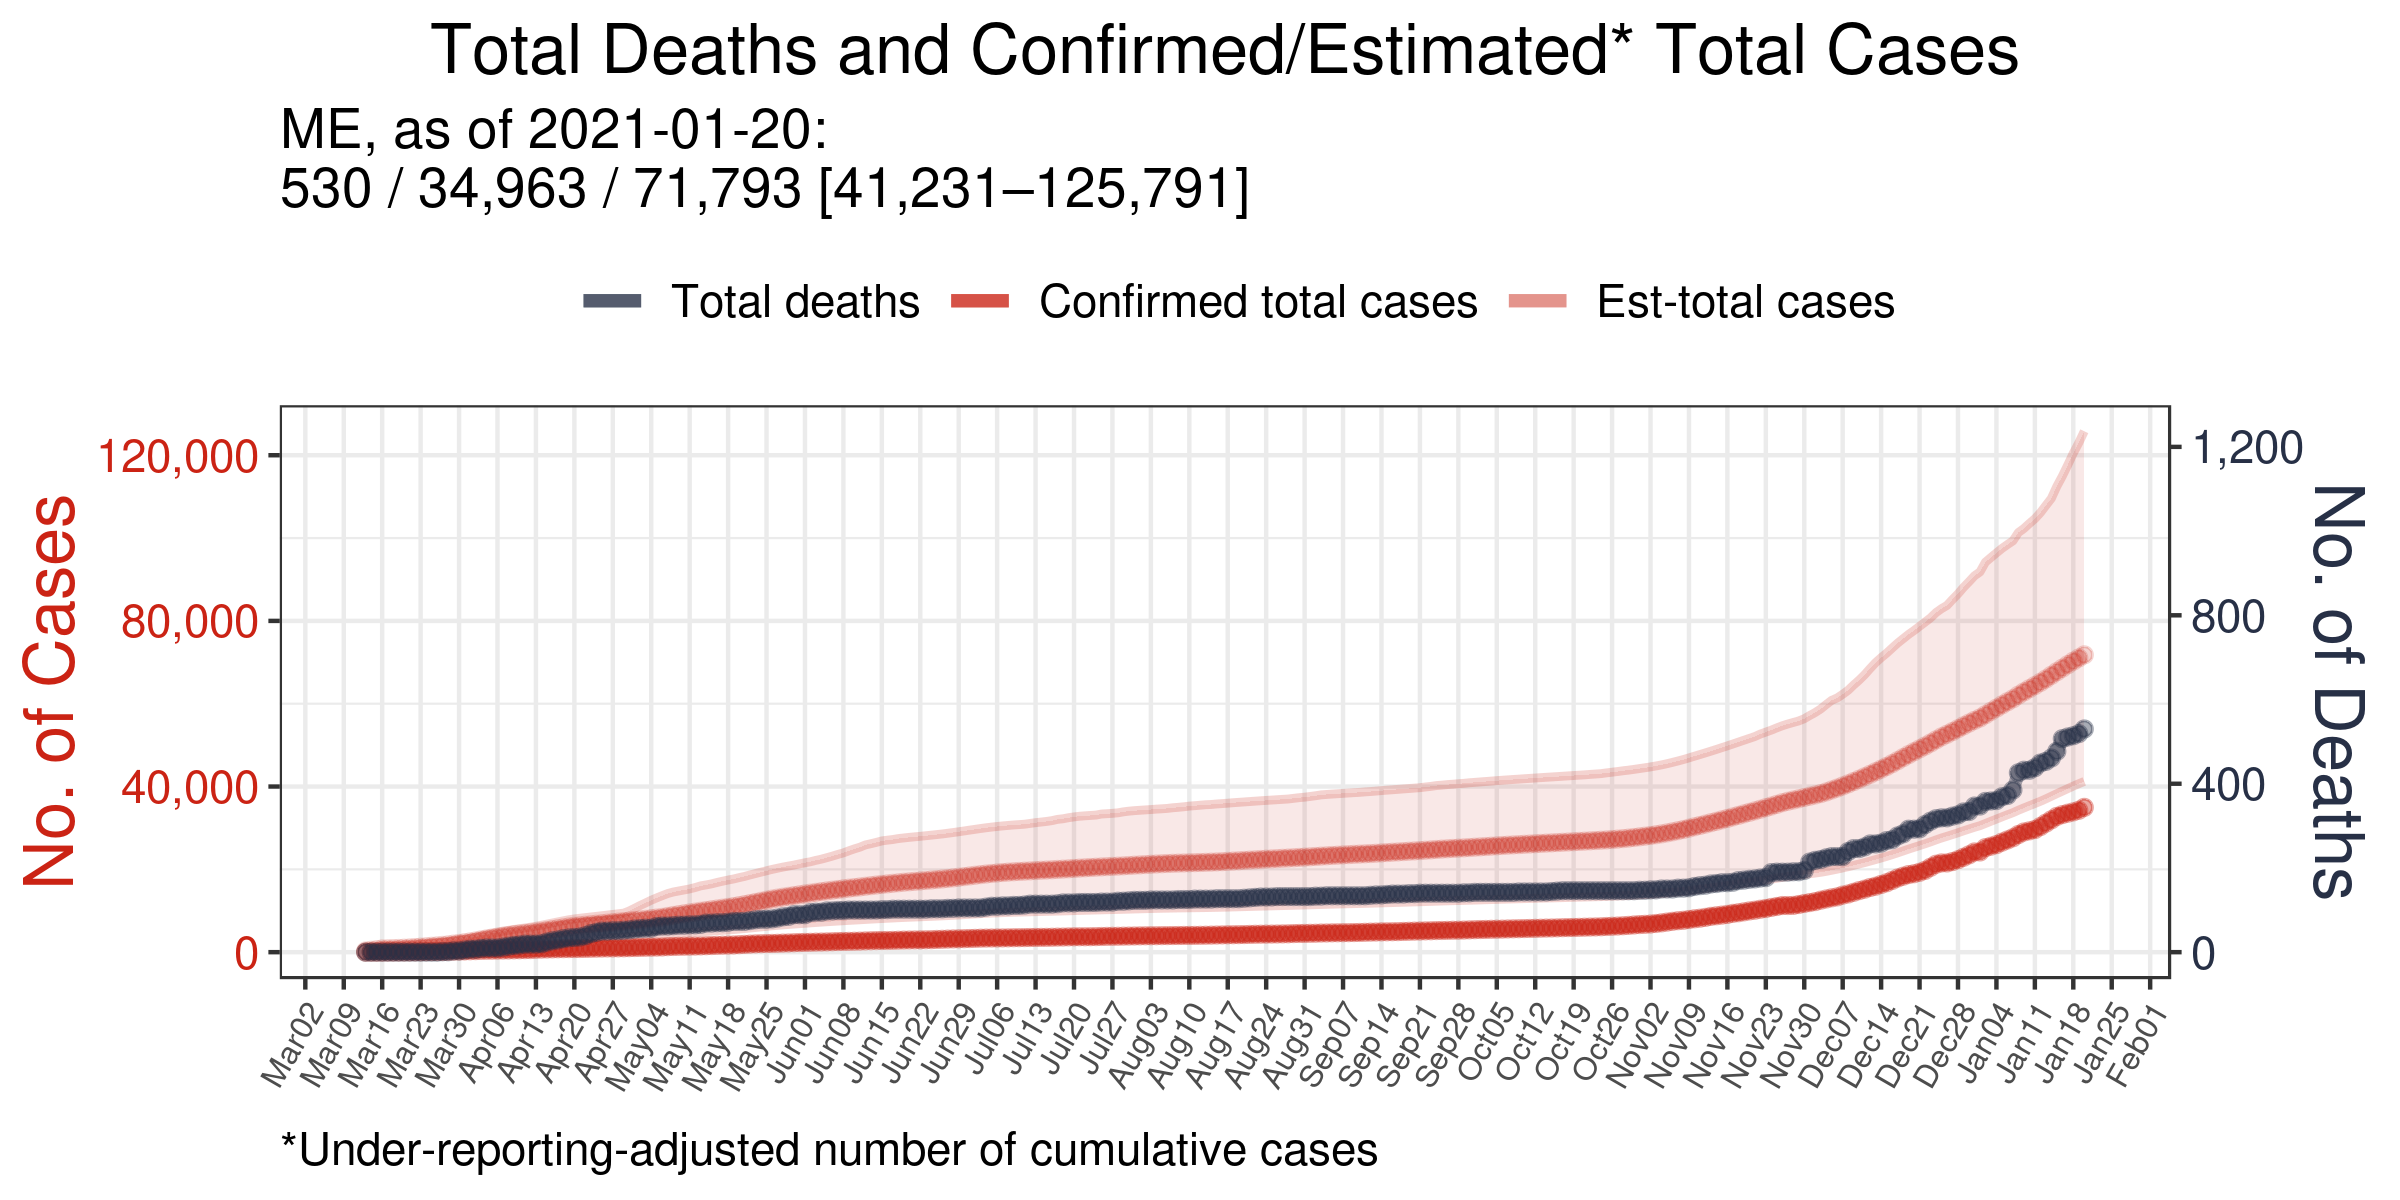 Total Deaths and Confirmed/Estimated* Total Cases
ME, as of 2021-01-20:
530 / 34,963 / 71,793 [41,231–125,791]
Total deaths
Confirmed total cases
Est-total cases
No. of Cases
120,000
80,000
40,000
0
1,200
800
400
0
No. of Deaths
Mar02
Mar09
Mar16
Mar23
Mar30
Apr06
Apr13
Apr20
Apr27
May04
May11
May18
May25
Jun01
Jun08
Jun15
Jun22
Jun29
Jul06
Jul13
Jul20
Jul27
Aug03
Aug10
Aug17
Aug24
Aug31
Sep07
Sep14
Sep21
Sep28
Oct05
Oct12
Oct19
Oct26
Nov02
Nov09
Nov16
Nov23
Nov30
Dec07
Dec14
Dec21
Dec28
Jan04
Jan11
Jan18
Jan25
Feb01
*Under-reporting-adjusted number of cumulative cases